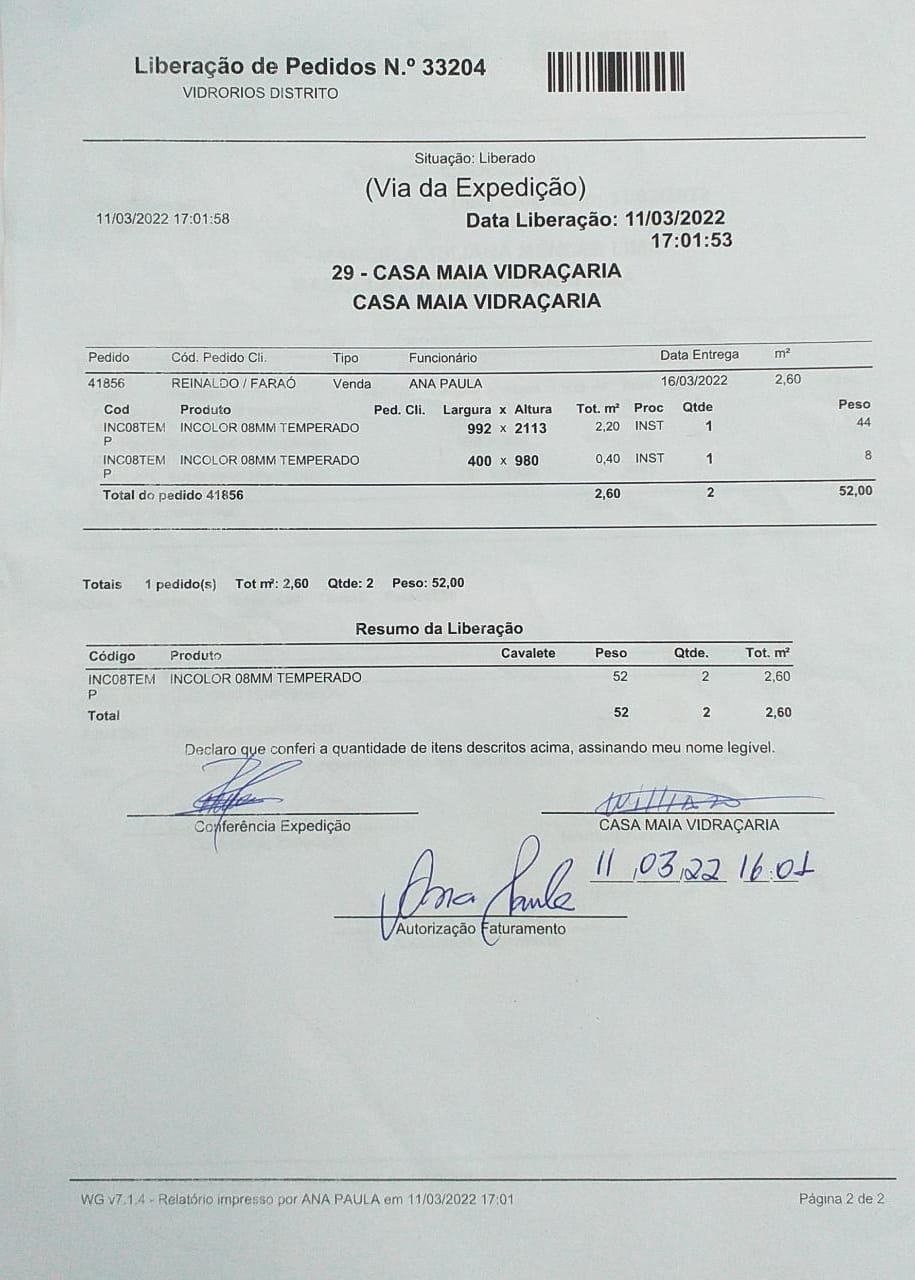 Liberação de Pedidos N.º 33204
VIDRORIOS DISTRITO
Situação: Liberado
(Via da Expedição)
11/03/2022 17:01:58 Data Liberação: 11/03/2022
17:01:53
29 - CASA MAIA VIDRAÇARIA
CASA MAIA VIDRAÇARIA
Pedido Cód. Pedido Cli. Tipo Funcionário Data Entrega m²
41856 REINALDO / FARAÓ Venda ANA PAULA 16/03/2022 2,60
Cod Produto Ped. Cli. Largura x Altura Tot. m² Proc Qtde Peso
INC08TEM INCOLOR 08MM TEMPERADO 992 x 2113 2,20 INST 1 44
P
INC08TEM INCOLOR 08MM TEMPERADO 400 x 980 0,40 INST 1 8
P
Total do pedido 41856 2,60 2 52,00
Totais 1 pedido(s) Tot m²: 2,60 Qtde: 2 Peso: 52,00
Resumo da Liberação
Código Produto Cavalete Peso Qtde. Tot. m²
INC08TEM INCOLOR 08MM TEMPERADO 52 2 2,60
P
Total 52 2 2,60
Declaro que conferi a quantidade de itens descritos acima, assinando meu nome legível.
Conferência Expedição CASA MAIA VIDRAÇARIA
11,03,22 16:01
Ana Paula
Autorização Faturamento
WG v7.1.4 - Relatório impresso por ANA PAULA em 11/03/2022 17:01 Página 2 de 2